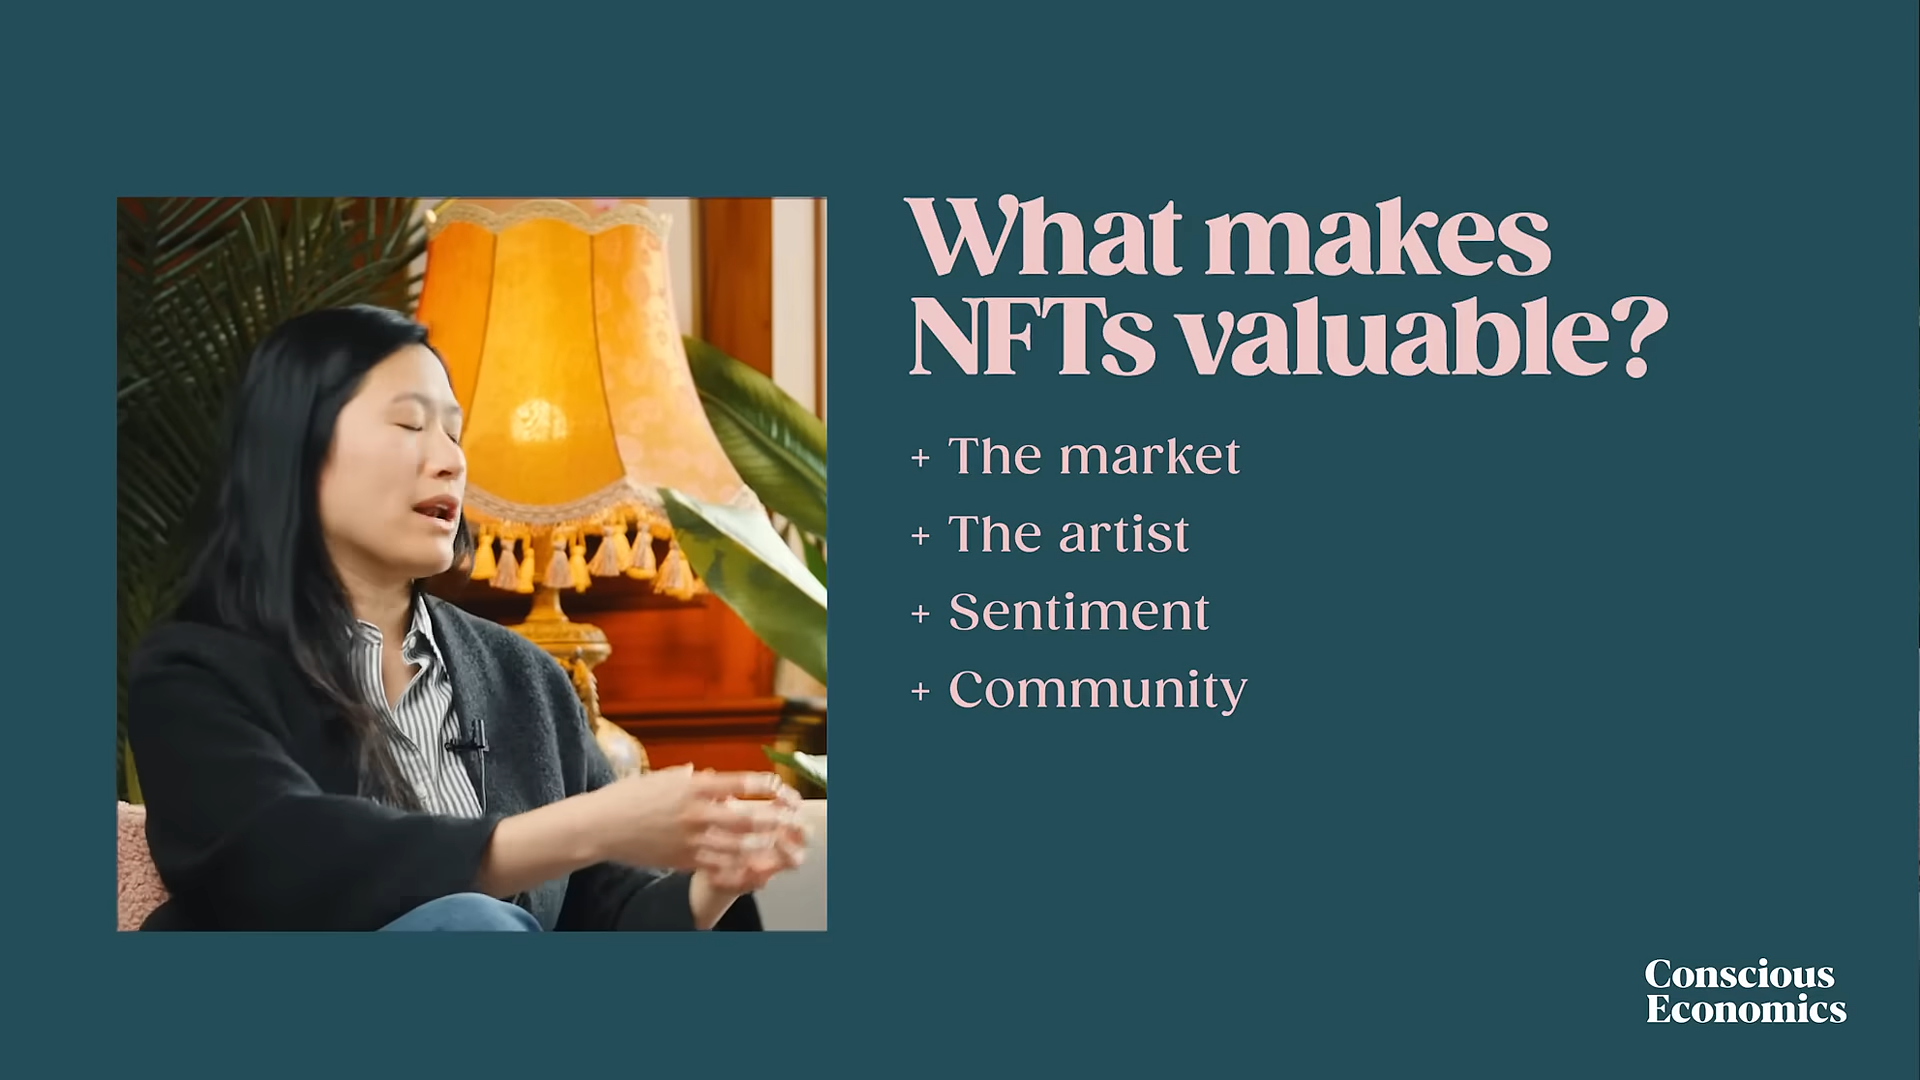 What makes
NFTs valuable?
+ The market
+ The artist
+ Sentiment
+ Community
Conscious
Economics